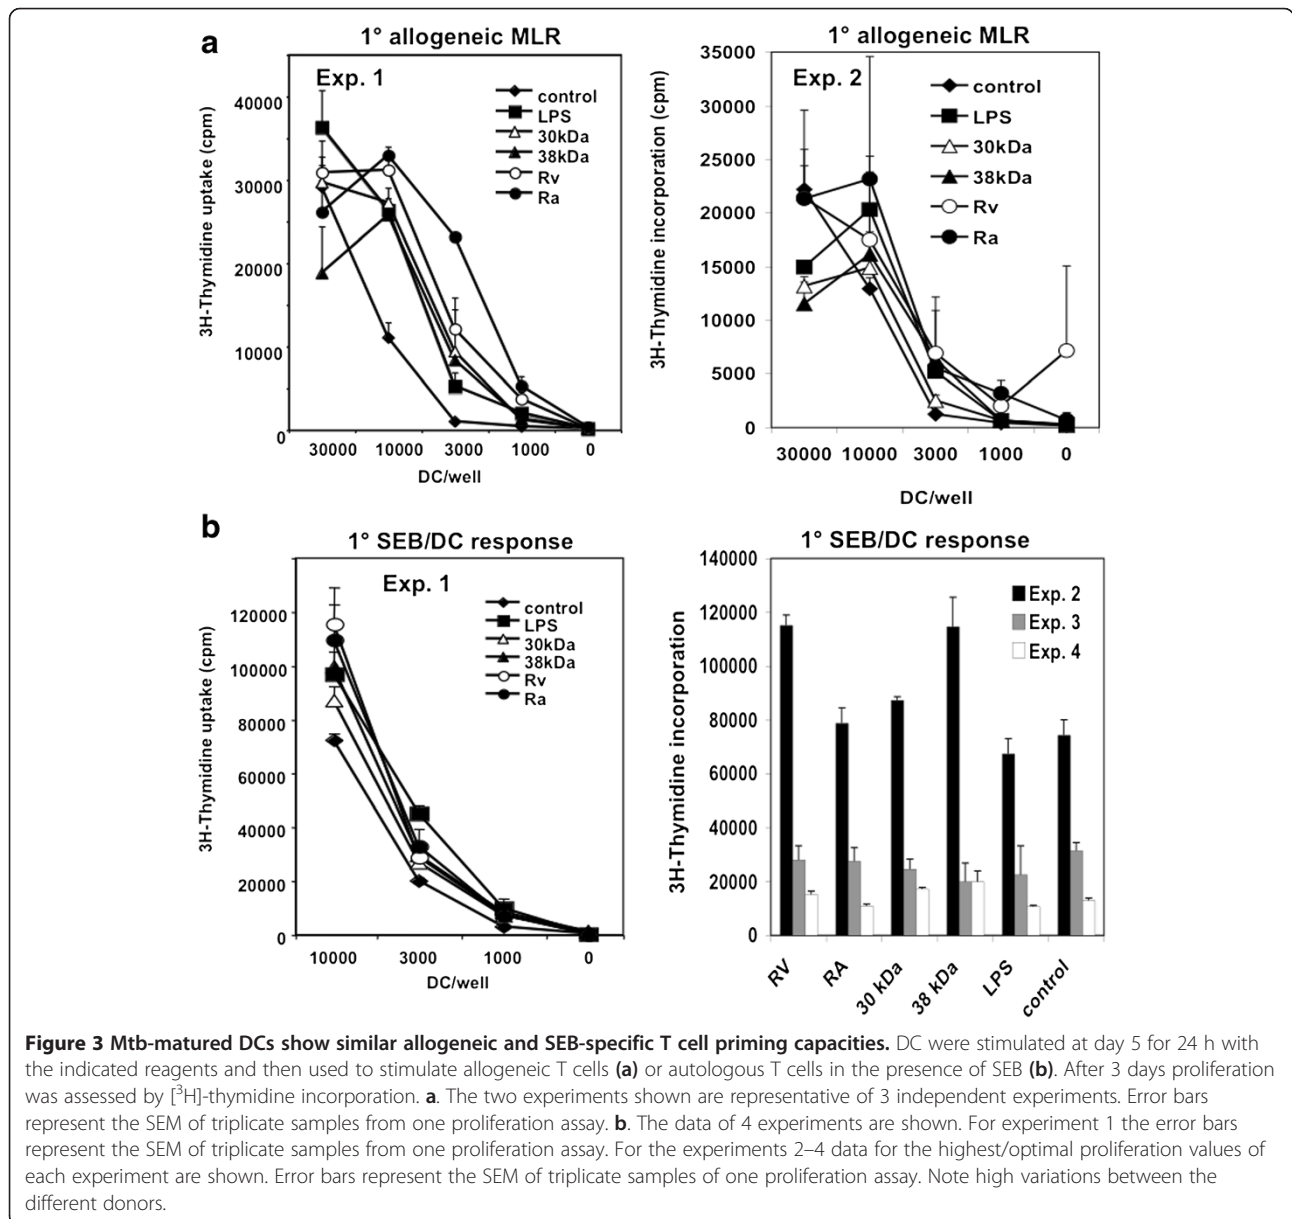 a
1° allogeneic MLR
Exp. 1
3H-Thymidine uptake (cpm)
40000
30000
20000
10000
0
control
LPS
30kDa
38kDa
Rv
Ra
30000 10000 3000 1000 0
DC/well
1° allogeneic MLR
Exp. 2
3H-Thymidine incorporation (cpm)
35000
30000
25000
20000
15000
10000
5000
0
control
LPS
30kDa
38kDa
Rv
Ra
30000 10000 3000 1000 0
DC/well
b
1° SEB/DC response
Exp. 1
3H-Thymidine uptake (cpm)
120000
100000
80000
60000
40000
20000
0
control
LPS
30kDa
38kDa
Rv
Ra
10000 3000 1000 0
DC/well
1° SEB/DC response
3H-Thymidine incorporation
140000
120000
100000
80000
60000
40000
20000
0
Exp. 2
Exp. 3
Exp. 4
RV RA 30 kDa 38 kDa LPS control
Figure 3 Mtb-matured DCs show similar allogeneic and SEB-specific T cell priming capacities. DC were stimulated at day 5 for 24 h with
the indicated reagents and then used to stimulate allogeneic T cells (a) or autologous T cells in the presence of SEB (b). After 3 days proliferation
was assessed by [³H]-thymidine incorporation. a. The two experiments shown are representative of 3 independent experiments. Error bars
represent the SEM of triplicate samples from one proliferation assay. b. The data of 4 experiments are shown. For experiment 1 the error bars
represent the SEM of triplicate samples from one proliferation assay. For the experiments 2–4 data for the highest/optimal proliferation values of
each experiment are shown. Error bars represent the SEM of triplicate samples of one proliferation assay. Note high variations between the
different donors.